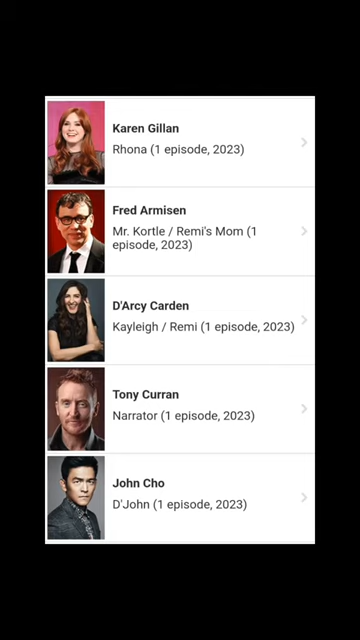 Karen Gillan
Rhona (1 episode, 2023)
Fred Armisen
Mr. Kortle / Remi's Mom (1
episode, 2023)
D'Arcy Carden
Kayleigh / Remi (1 episode, 2023)
Tony Curran
Narrator (1 episode, 2023)
John Cho
D'John (1 episode, 2023)